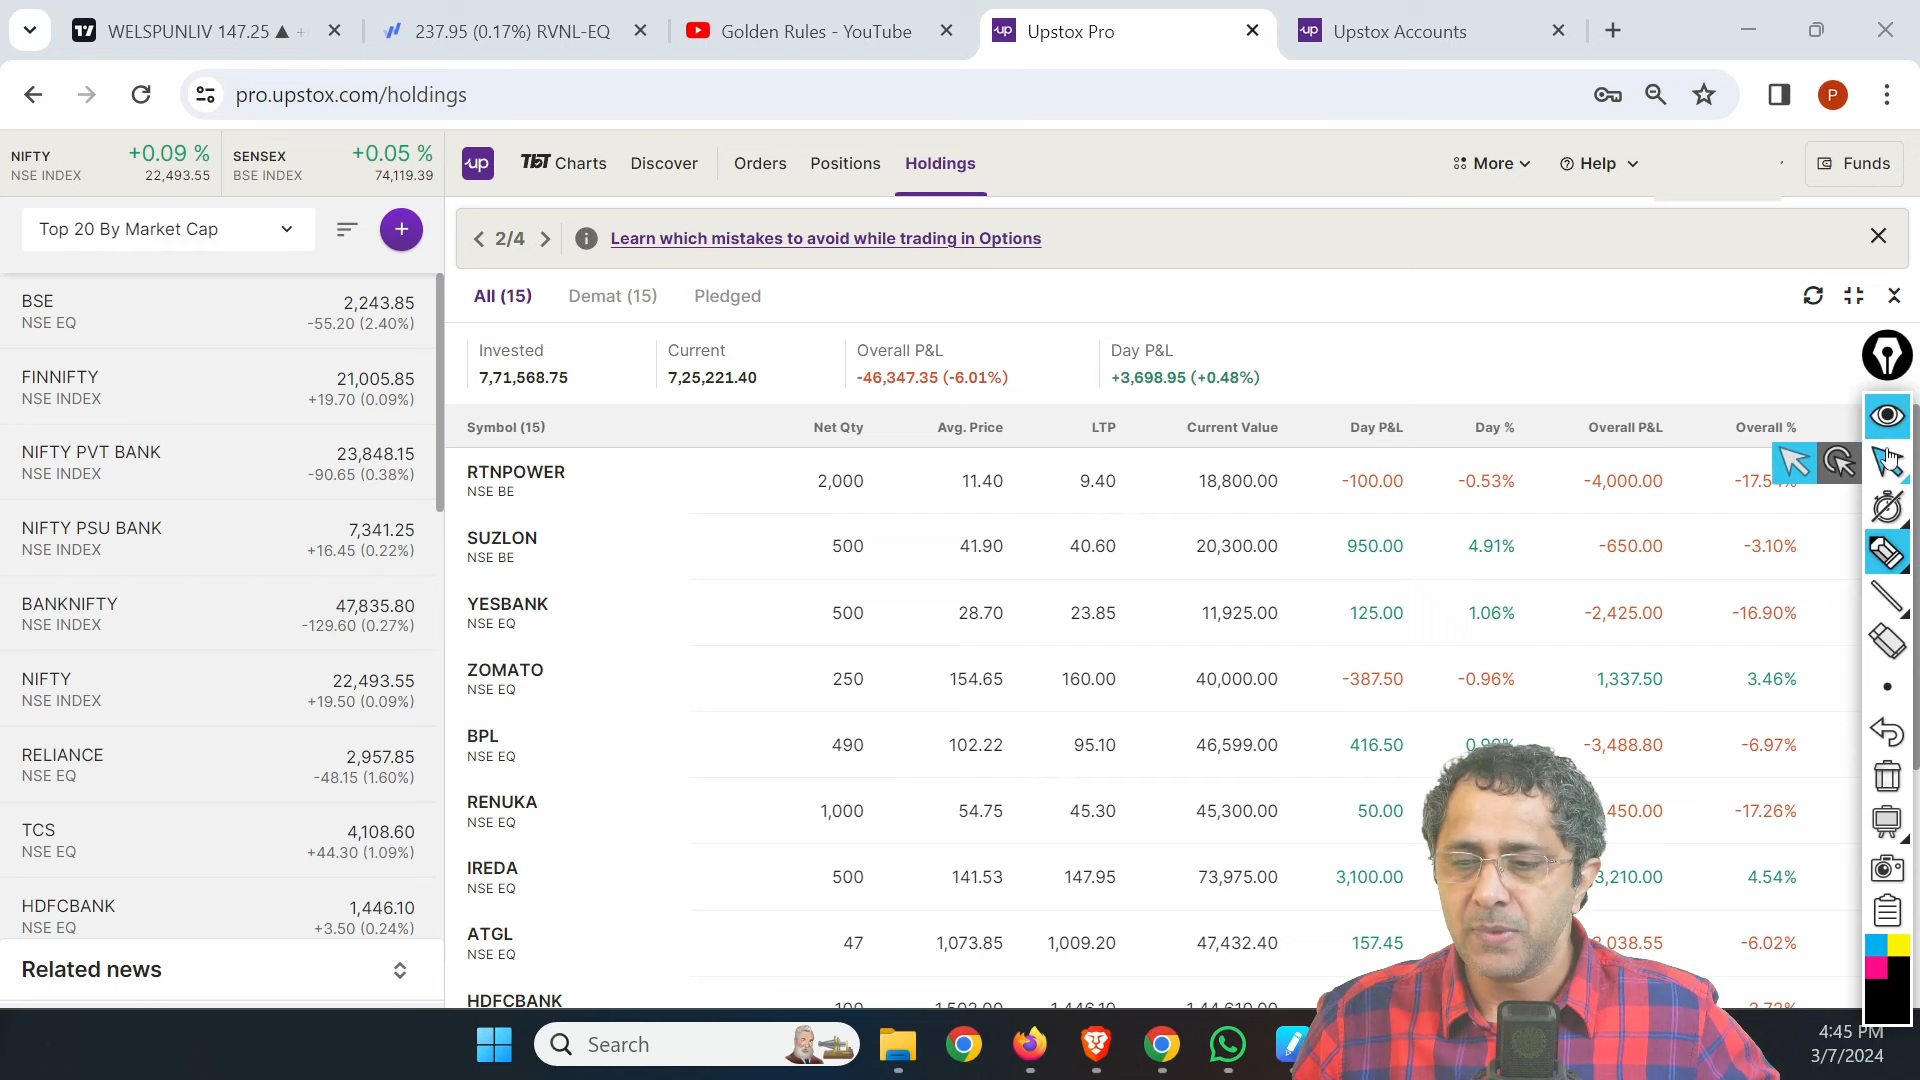 WELSPUNLIV 147.25 ▲ +
237.95 (0.17%) RVNL-EQ
Golden Rules - YouTube
Upstox Pro
Upstox Accounts
pro.upstox.com/holdings
P
NIFTY +0.09 %
NSE INDEX 22,493.55
SENSEX +0.05 %
BSE INDEX 74,119.39
up
TBT Charts Discover Orders Positions Holdings More Help Funds
Top 20 By Market Cap
2/4 Learn which mistakes to avoid while trading in Options
BSE 2,243.85
NSE EQ -55.20 (2.40%)
FINNIFTY 21,005.85
NSE INDEX +19.70 (0.09%)
NIFTY PVT BANK 23,848.15
NSE INDEX -90.65 (0.38%)
NIFTY PSU BANK 7,341.25
NSE INDEX +16.45 (0.22%)
BANKNIFTY 47,835.80
NSE INDEX -129.60 (0.27%)
NIFTY 22,493.55
NSE INDEX +19.50 (0.09%)
RELIANCE 2,957.85
NSE EQ -48.15 (1.60%)
TCS 4,108.60
NSE EQ +44.30 (1.09%)
HDFCBANK 1,446.10
NSE EQ +3.50 (0.24%)
Related news
All (15) Demat (15) Pledged
Invested Current Overall P&L Day P&L
7,71,568.75 7,25,221.40 -46,347.35 (-6.01%) +3,698.95 (+0.48%)
Symbol (15) Net Qty Avg. Price LTP Current Value Day P&L Day % Overall P&L Overall %
RTNPOWER 2,000 11.40 9.40 18,800.00 -100.00 -0.53% -4,000.00
NSE BE
SUZLON 500 41.90 40.60 20,300.00 950.00 4.91% -650.00 -3.10%
NSE BE
YESBANK 500 28.70 23.85 11,925.00 125.00 1.06% -2,425.00 -16.90%
NSE EQ
ZOMATO 250 154.65 160.00 40,000.00 -387.50 -0.96% 1,337.50 3.46%
NSE EQ
BPL 490 102.22 95.10 46,599.00 416.50 -3,488.80 -6.97%
NSE EQ
RENUKA 1,000 54.75 45.30 45,300.00 50.00 450.00 -17.26%
NSE EQ
IREDA 500 141.53 147.95 73,975.00 3,100.00 3,210.00 4.54%
NSE EQ
ATGL 47 1,073.85 1,009.20 47,432.40 157.45 038.55 -6.02%
NSE EQ
HDFCBANK
Search
4:45 PM
3/7/2024